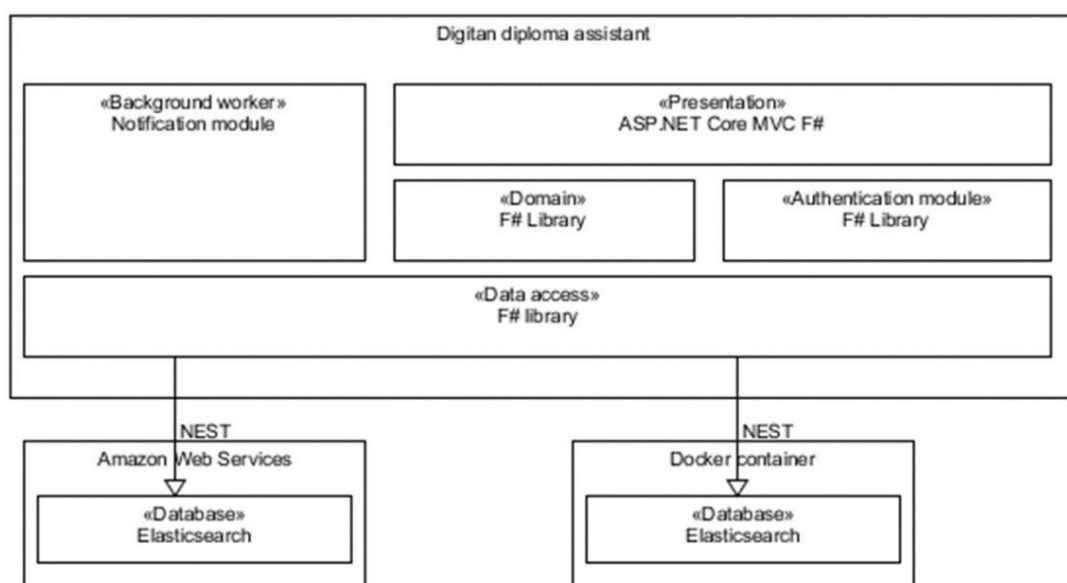 Digitan diploma assistant
«Background worker»
Notification module
«Presentation»
ASP.NET Core MVC F#
«Domain»
F# Library
«Authentication module»
F# Library
«Data access»
F# library
NEST
Amazon Web Services
«Database»
Elasticsearch
NEST
Docker container
«Database»
Elasticsearch